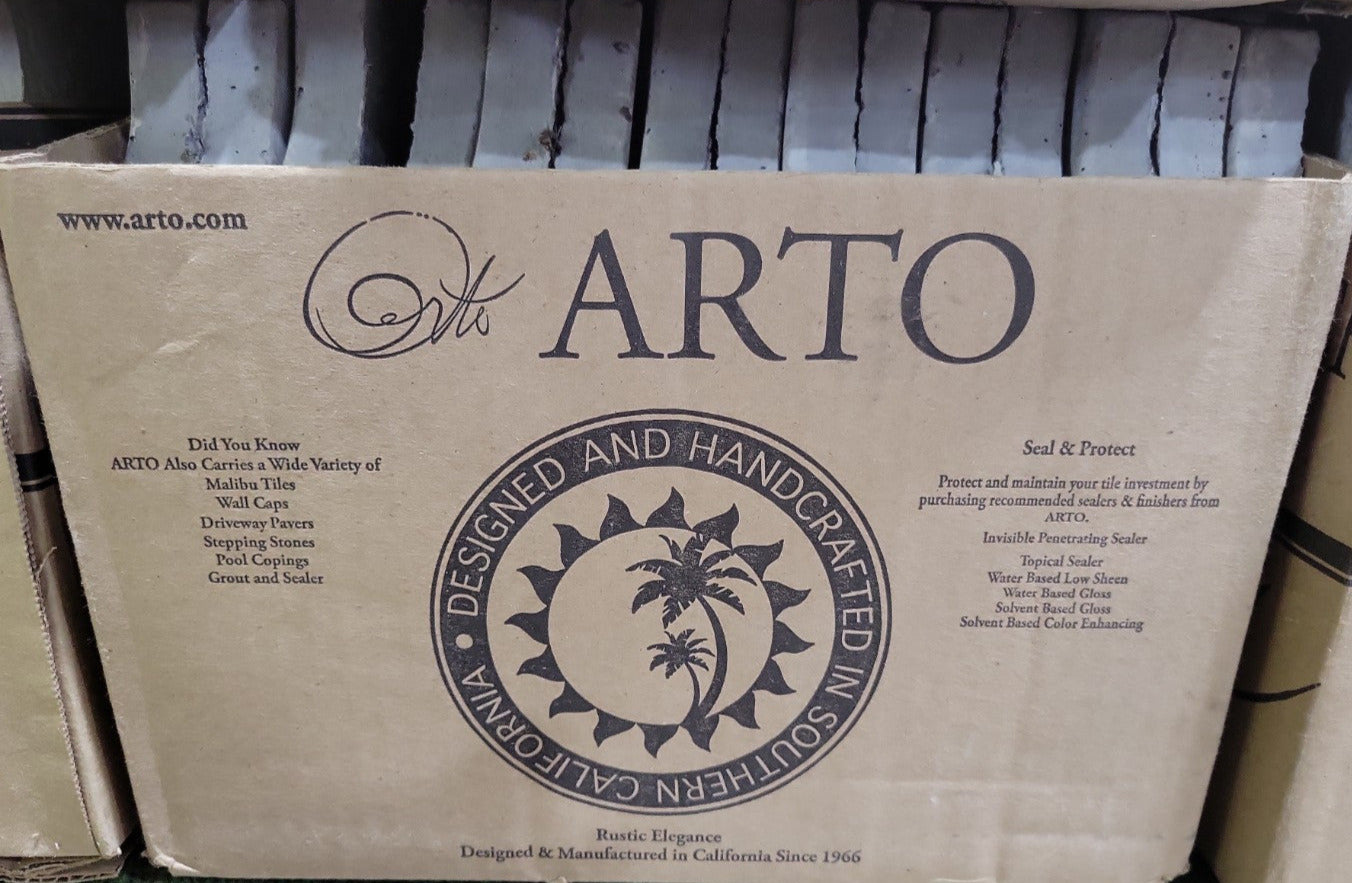 www.arto.com
Arto ARTO
Did You Know
ARTO Also Carries a Wide Variety of
Malibu Tiles
Wall Caps
Driveway Pavers
Stepping Stones
Pool Copings
Grout and Sealer
DESIGNED AND HANDCRAFTED IN SOUTHERN CALIFORNIA •
Seal & Protect
Protect and maintain your tile investment by
purchasing recommended sealers & finishers from
ARTO.
Invisible Penetrating Sealer
Topical Sealer
Water Based Low Sheen
Water Based Gloss
Solvent Based Gloss
Solvent Based Color Enhancing
Rustic Elegance
Designed & Manufactured in California Since 1966